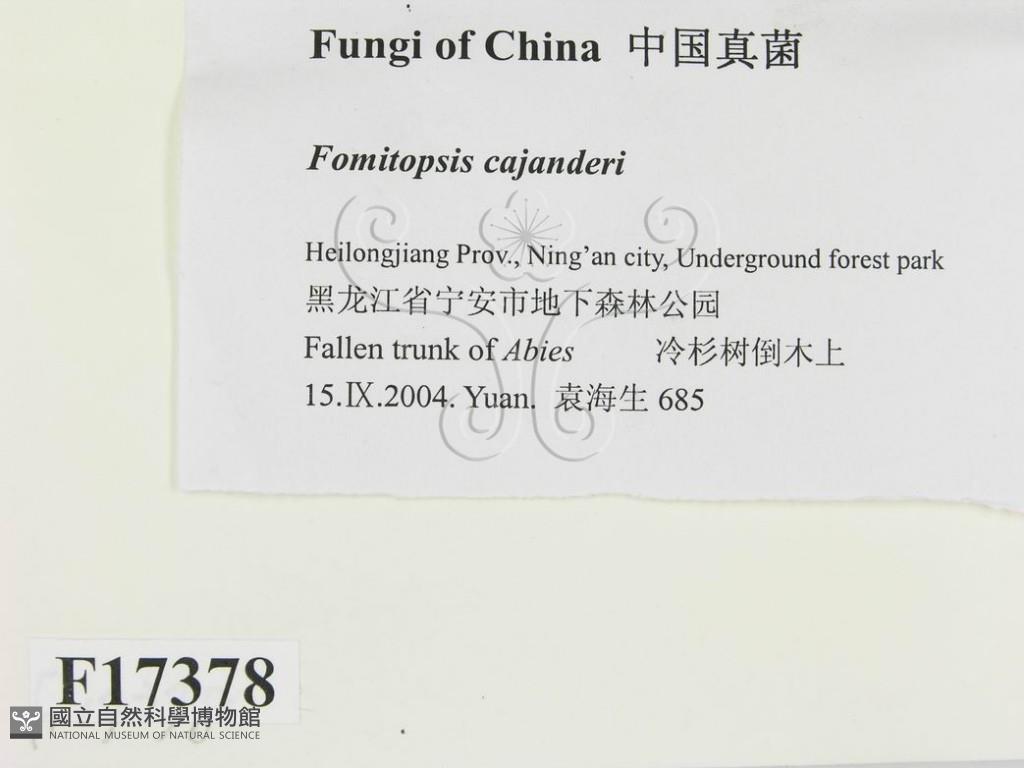 Fungi of China 中国真菌
Fomitopsis cajanderi
Heilongjiang Prov., Ning'an city, Underground forest park
黑龙江省宁安市地下森林公园
Fallen trunk of Abies 冷杉树倒木上
15.Ⅸ.2004. Yuan. 袁海生 685
F17378
國立自然科學博物館
NATIONAL MUSEUM OF NATURAL SCIENCE